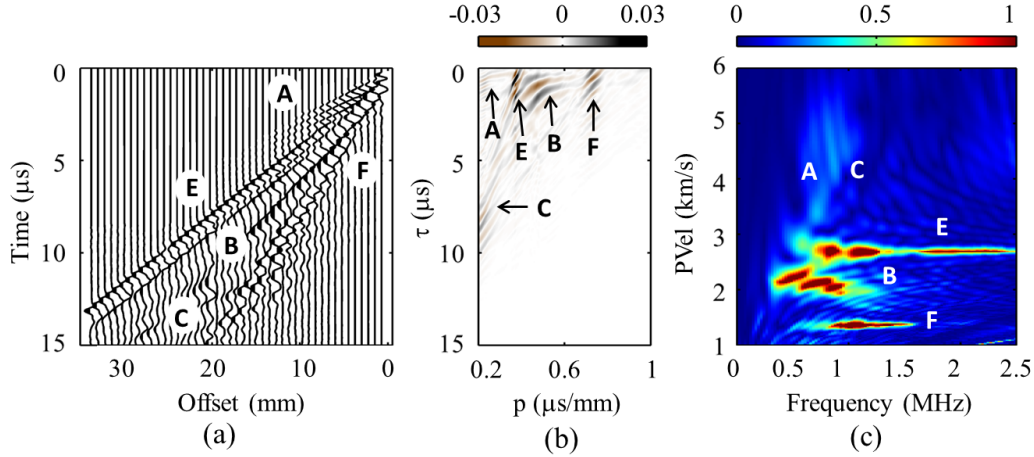 -0.03 0 0.03
0 0.5 1
0
5
10
15
Time (μs)
A
E
F
B
C
30 20 10 0
Offset (mm)
(a)
0
5
10
15
τ (μs)
A
E
B
F
C
0.2 0.6 1
p (μs/mm)
(b)
6
5
4
3
2
1
PVel (km/s)
A
C
E
B
F
0 0.5 1 1.5 2 2.5
Frequency (MHz)
(c)